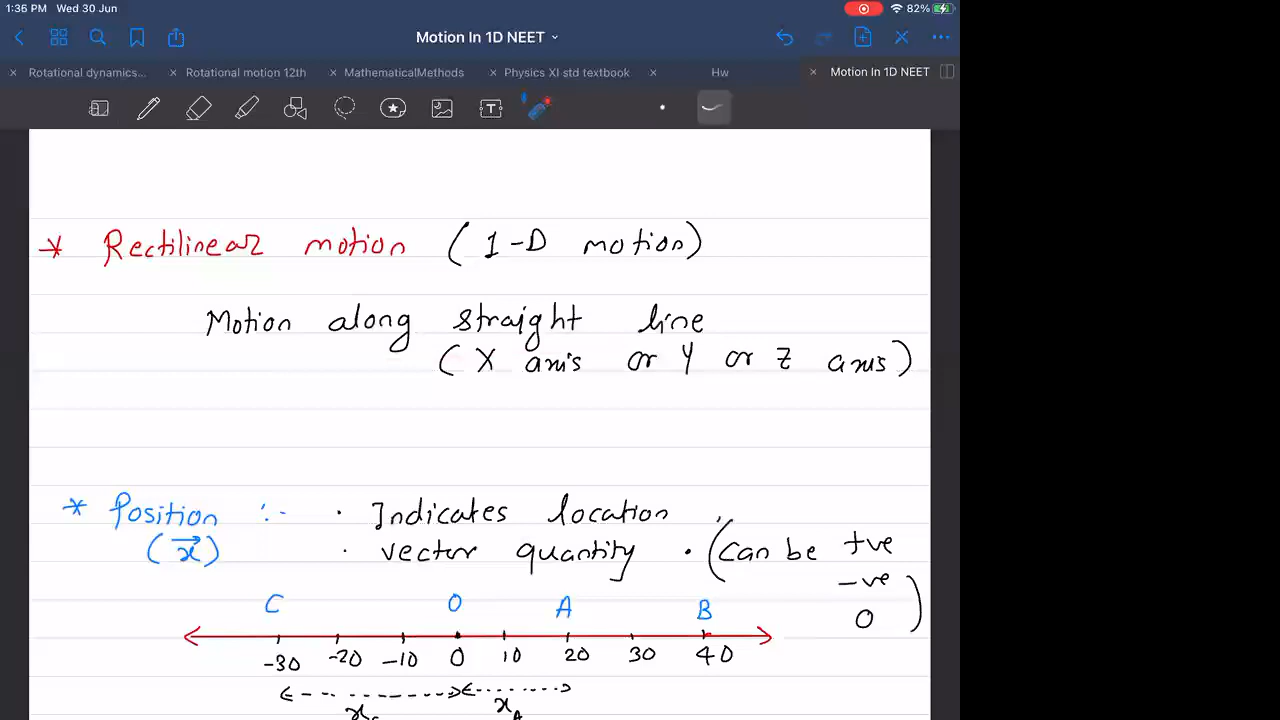 1:36 PM Wed 30 Jun 82%
Motion In 1D NEET
Rotational dynamics... Rotational motion 12th MathematicalMethods Physics XI std textbook Hw Motion In 1D NEET
* Rectilinear motion (1-D motion)
Motion along straight line
(X axis or Y or Z axis)
* Position :- · Indicates location
(x⃗) · vector quantity · (can be +ve
-ve
0)
C O A B
-30 -20 -10 0 10 20 30 40
x_A